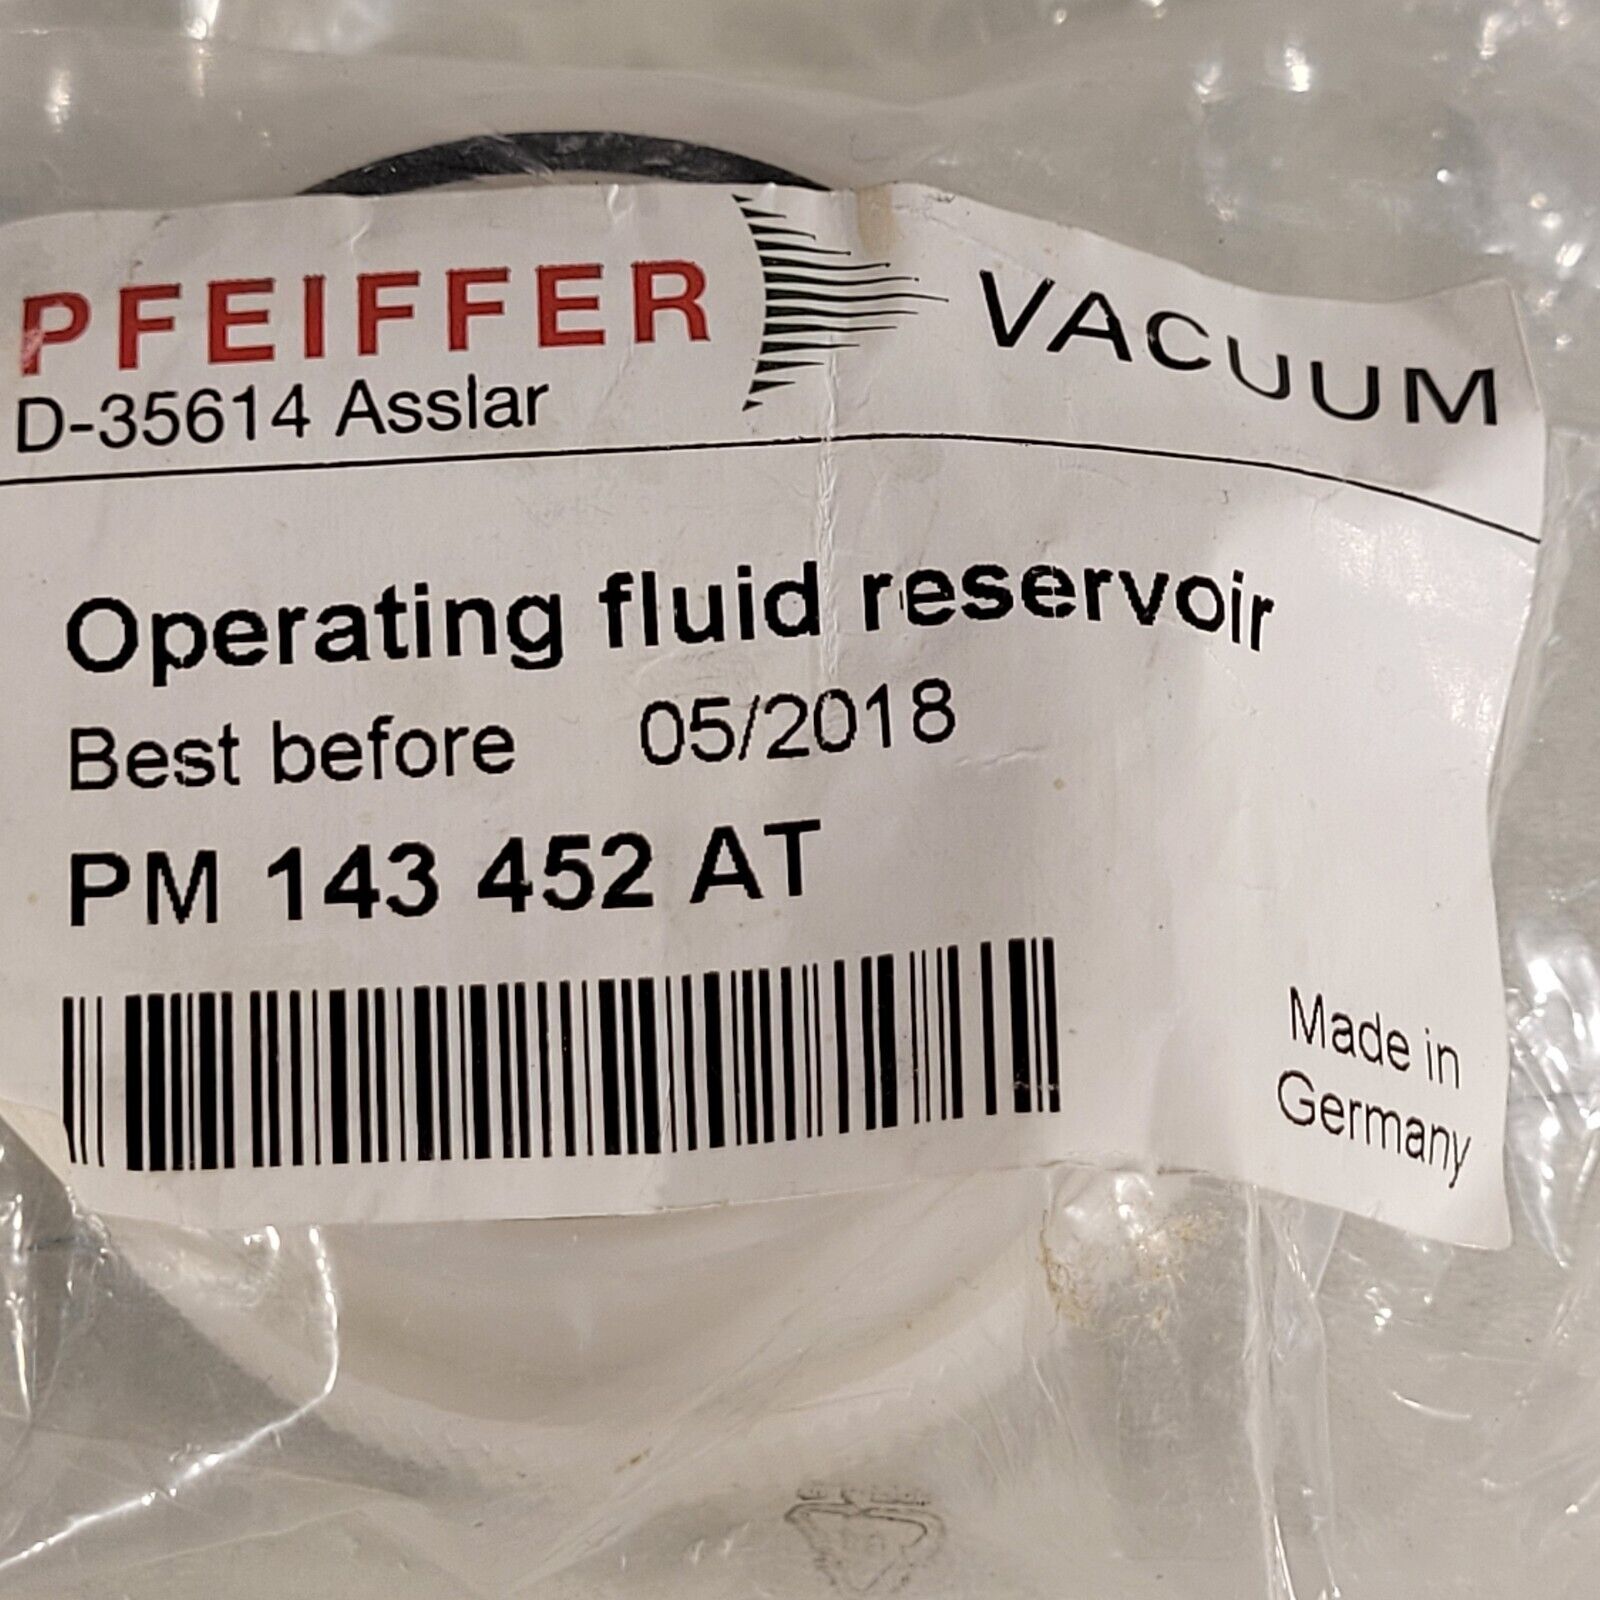 PFEIFFER VACUUM
D-35614 Asslar
Operating fluid reservoir
Best before 05/2018
PM 143 452 AT
Made in
Germany